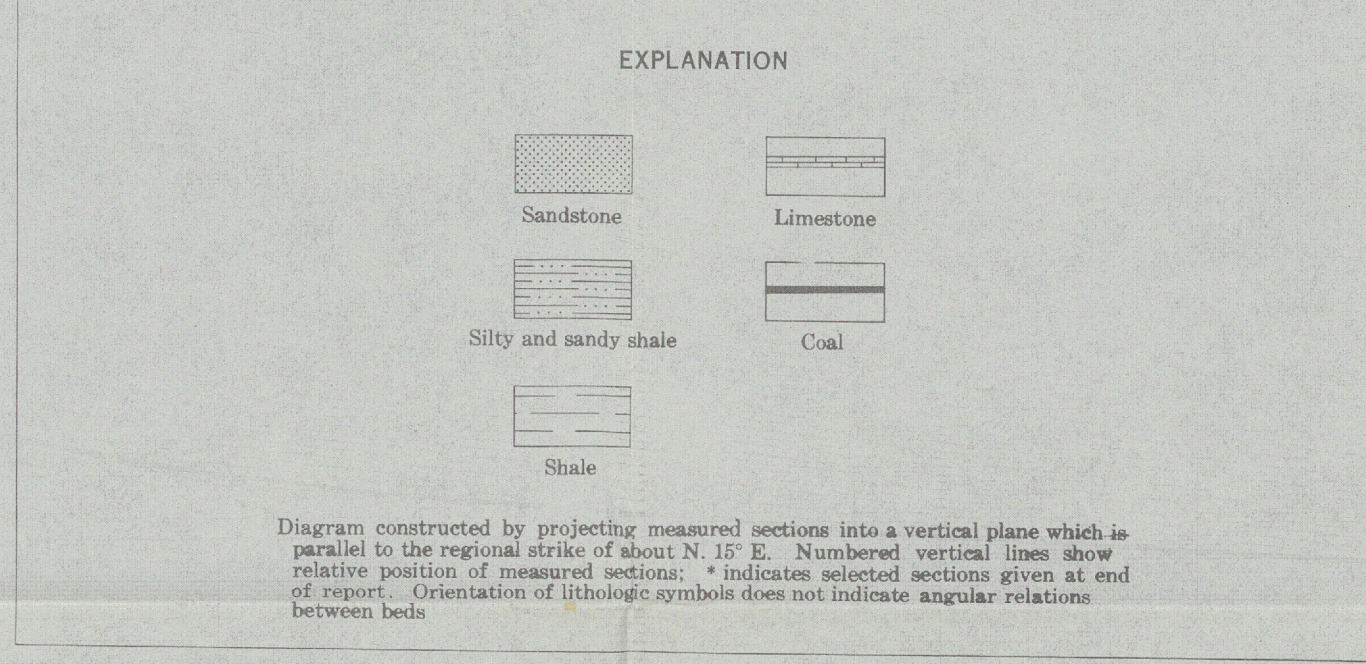 EXPLANATION
Sandstone
Limestone
Silty and sandy shale
Coal
Shale
Diagram constructed by projecting measured sections into a vertical plane which is
parallel to the regional strike of about N. 15° E. Numbered vertical lines show
relative position of measured sections; * indicates selected sections given at end
of report. Orientation of lithologic symbols does not indicate angular relations
between beds